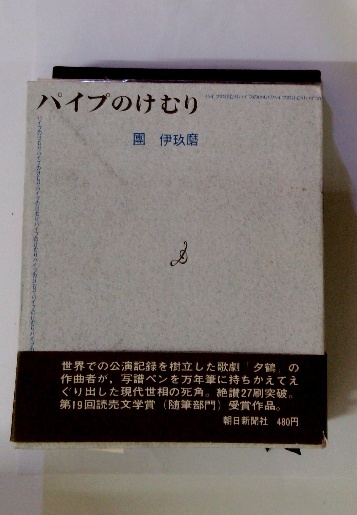 パイプのけむり
團 伊玖磨
世界での公演記録を樹立した歌劇「夕鶴」の
作曲者が，写譜ペンを万年筆に持ちかえてえ
ぐり出した現代世相の死角。絶讃27刷突破。
第19回読売文学賞（随筆部門）受賞作品。
朝日新聞社 480円